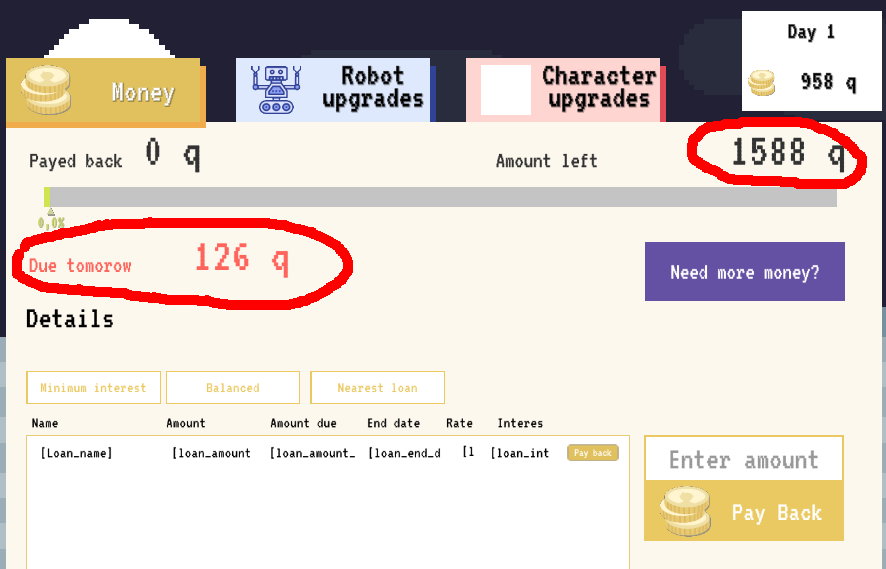 Day 1
958 q
Money
Robot upgrades
Character upgrades
Payed back 0 q
Amount left 1588 q
0,0%
Due tomorow 126 q
Need more money?
Details
Minimum interest
Balanced
Nearest loan
Name Amount Amount due End date Rate Interes
[Loan_name] [loan_amount [loan_amount_ [loan_end_d [l [loan_int Pay back
Enter amount
Pay Back